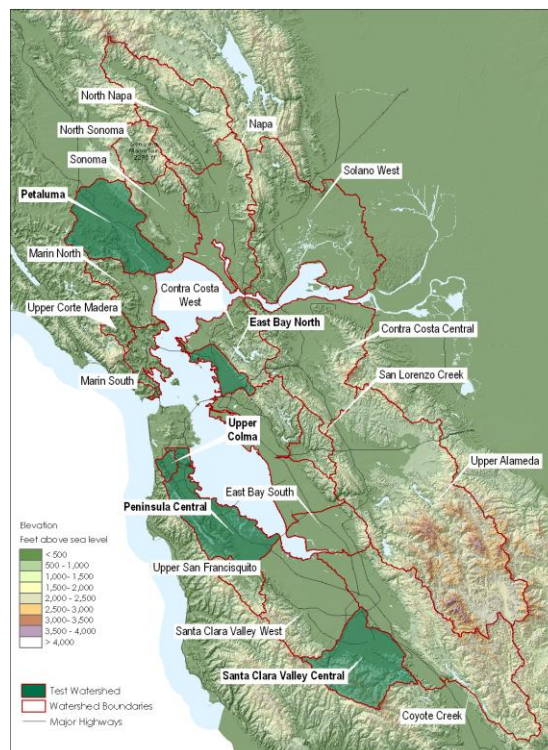 North Napa
Napa
North Sonoma
Sonoma
Solano West
Petaluma
Marin North
Contra Costa
West
Upper Corte Madera
East Bay North
Contra Costa Central
San Lorenzo Creek
Marin South
Upper
Colma
Upper Alameda
East Bay South
Peninsula Central
Upper San Francisquito
Santa Clara Valley West
Santa Clara Valley Central
Coyote Creek
Elevation
Feet above sea level
< 500
500 - 1,000
1,000- 1,500
1,500- 2,000
2,000 - 2,500
2,500- 3,000
3,000- 3,500
3,500 - 4,000
> 4,000
Test Watershed
Watershed Boundaries
Major Highways